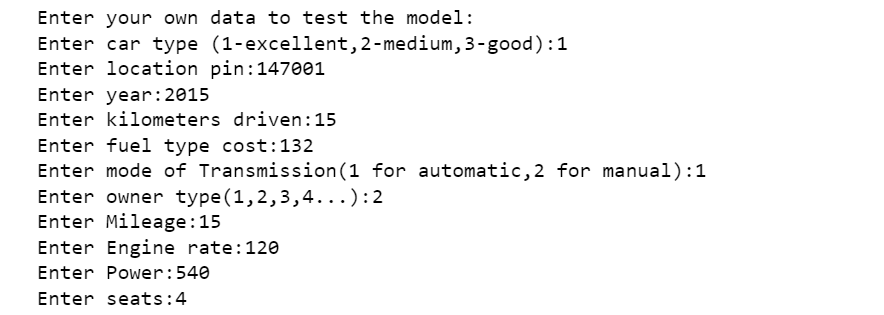 Enter your own data to test the model:
Enter car type (1-excellent,2-medium,3-good):1
Enter location pin:147001
Enter year:2015
Enter kilometers driven:15
Enter fuel type cost:132
Enter mode of Transmission(1 for automatic,2 for manual):1
Enter owner type(1,2,3,4...):2
Enter Mileage:15
Enter Engine rate:120
Enter Power:540
Enter seats:4